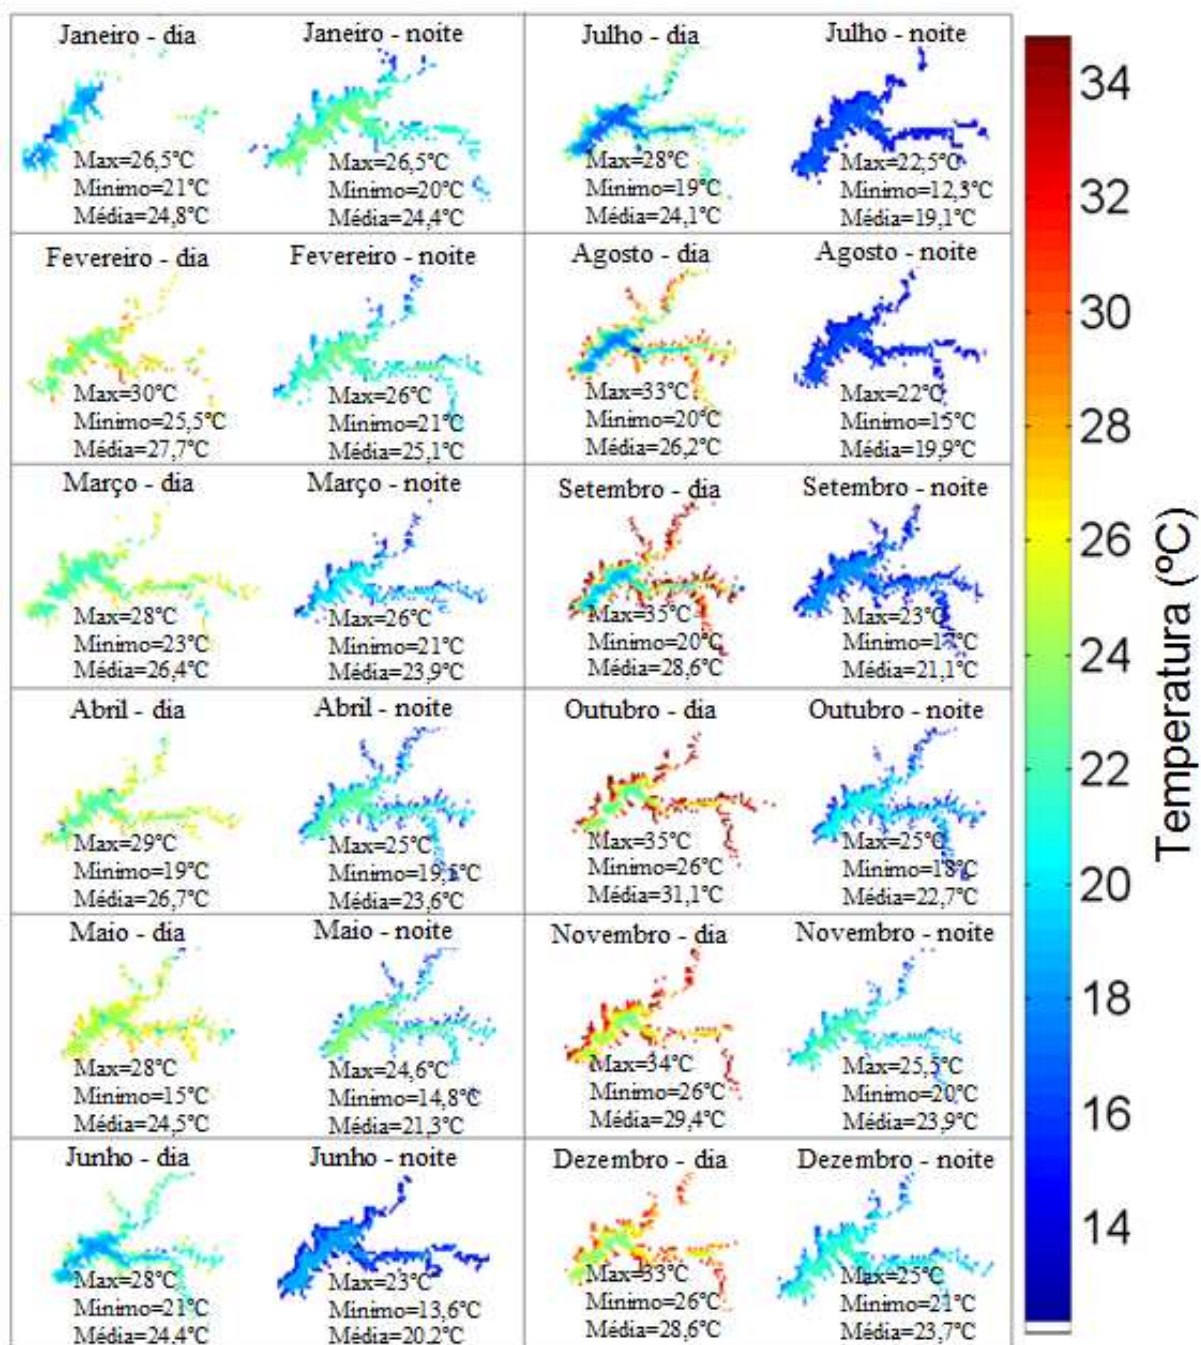 Janeiro - dia
Max=26,5°C
Minimo=21°C
Média=24,8°C
Janeiro - noite
Max=26,5°C
Minimo=20°C
Média=24,4°C
Julho - dia
Max=28°C
Minimo=19°C
Média=24,1°C
Julho - noite
Max=22,5°C
Minimo=12,3°C
Média=19,1°C
Fevereiro - dia
Max=30°C
Minimo=25,5°C
Média=27,7°C
Fevereiro - noite
Max=26°C
Minimo=21°C
Média=25,1°C
Agosto - dia
Max=33°C
Minimo=20°C
Média=26,2°C
Agosto - noite
Max=22°C
Minimo=15°C
Média=19,9°C
Março - dia
Max=28°C
Minimo=23°C
Média=26,4°C
Março - noite
Max=26°C
Minimo=21°C
Média=23,9°C
Setembro - dia
Max=35°C
Minimo=20°C
Média=28,6°C
Setembro - noite
Max=23°C
Média=21,1°C
Abril - dia
Max=29°C
Minimo=19°C
Média=26,7°C
Abril - noite
Max=25°C
Média=23,6°C
Outubro - dia
Max=35°C
Minimo=26°C
Média=31,1°C
Outubro - noite
Max=25°C
Minimo=18°C
Média=22,7°C
Maio - dia
Max=28°C
Minimo=15°C
Média=24,5°C
Maio - noite
Max=24,6°C
Minimo=14,8°C
Média=21,3°C
Novembro - dia
Max=34°C
Minimo=26°C
Média=29,4°C
Novembro - noite
Max=25,5°C
Minimo=20°C
Média=23,9°C
Junho - dia
Max=28°C
Minimo=21°C
Média=24,4°C
Junho - noite
Max=23°C
Minimo=13,6°C
Média=20,2°C
Dezembro - dia
Max=33°C
Minimo=26°C
Média=28,6°C
Dezembro - noite
Max=25°C
Minimo=21°C
Média=23,7°C
34
32
30
28
26
24
22
20
18
16
14
Temperatura (ºC)